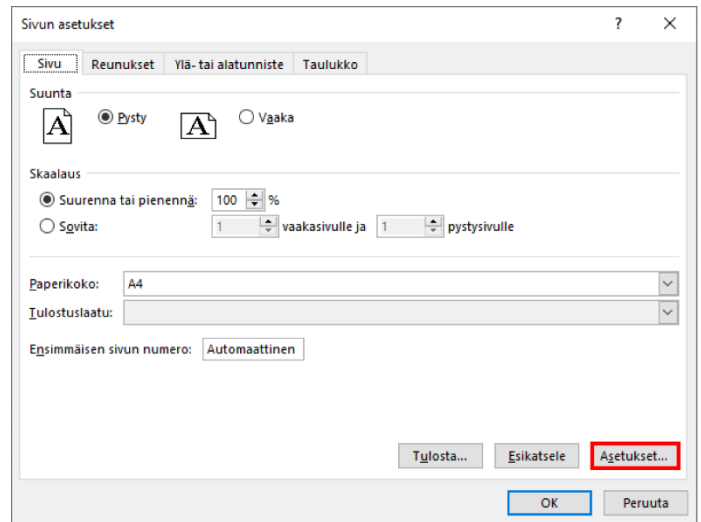 Sivun asetukset ? ×
Sivu Reunukset Ylä- tai alatunniste Taulukko
Suunta
A Pysty A Vaaka
Skaalaus
Suurenna tai pienennä: 100 %
Sovita: 1 vaakasivulle ja 1 pystysivulle
Paperikoko: A4
Tulostuslaatu:
Ensimmäisen sivun numero: Automaattinen
Tulosta... Esikatsele Asetukset...
OK Peruuta